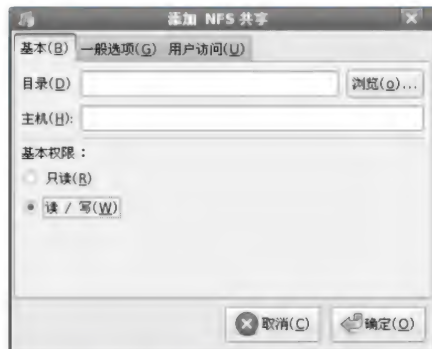 添加 NFS 共享
基本(B) 一般选项(G) 用户访问(U)
目录(D) 浏览(o)...
主机(H):
基本权限：
只读(R)
读 / 写(W)
取消(C) 确定(O)